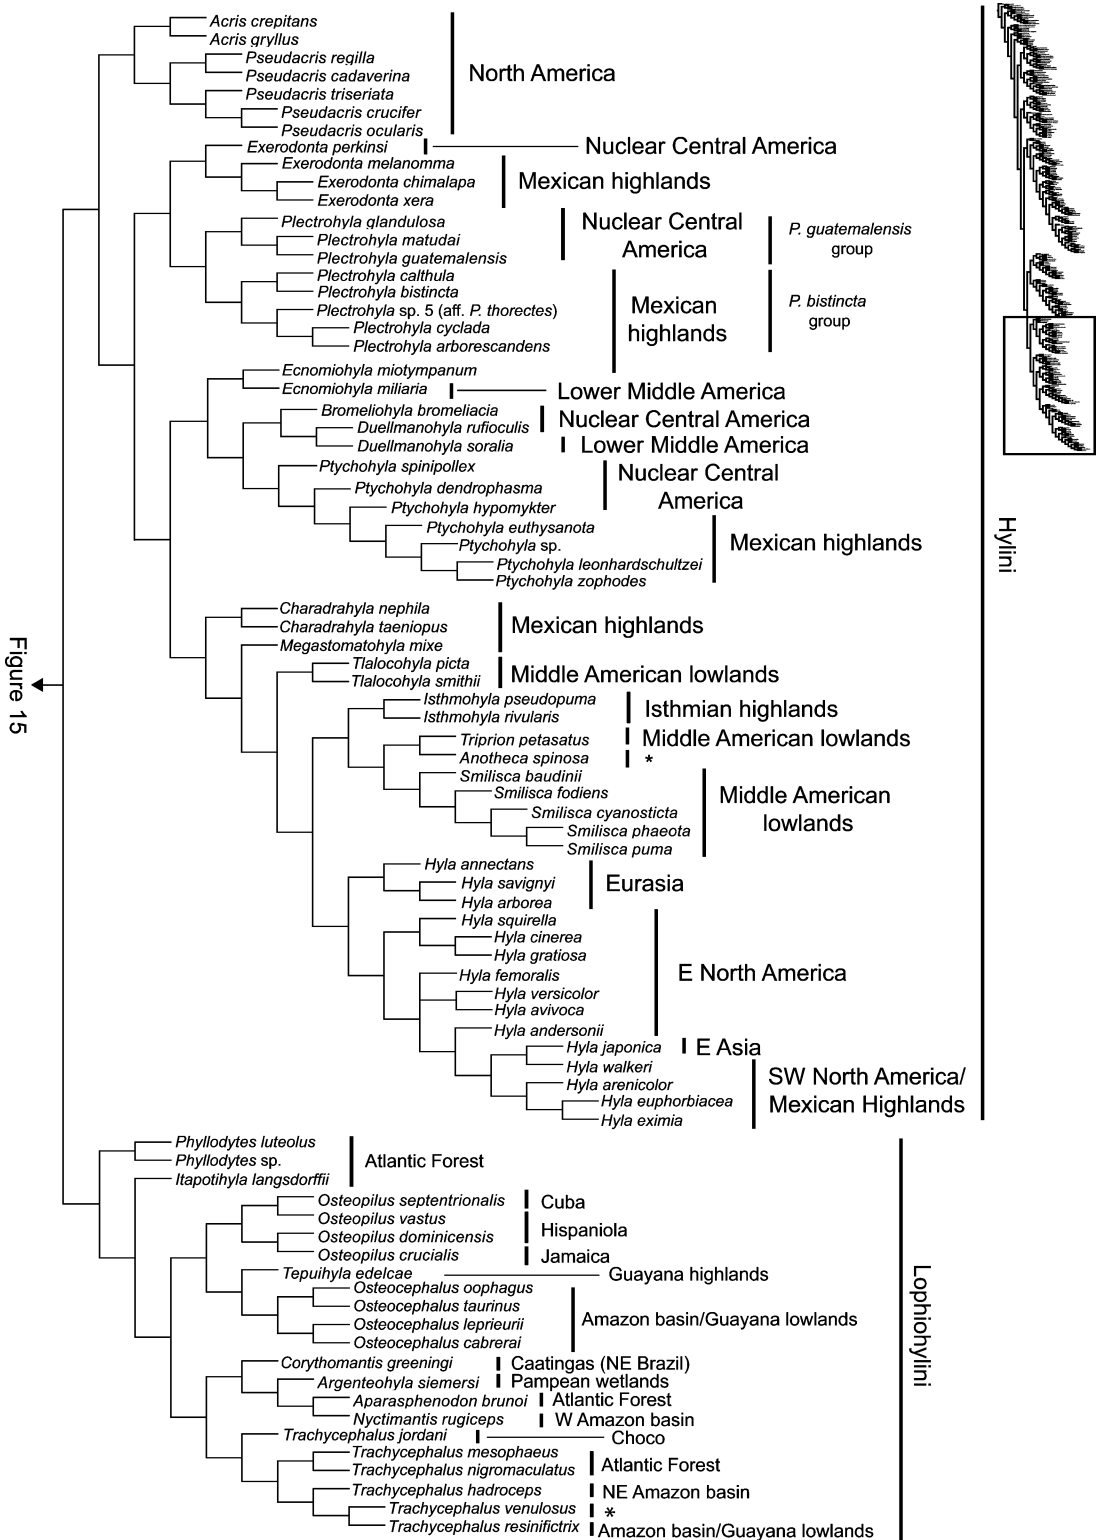 Acris crepitans
Acris gryllus
Pseudacris regilla
Pseudacris cadaverina
Pseudacris triseriata
Pseudacris crucifer
Pseudacris ocularis
North America
Exerodonta perkinsi
Nuclear Central America
Exerodonta melanomma
Exerodonta chimalapa
Exerodonta xera
Mexican highlands
Plectrohyla glandulosa
Plectrohyla matudai
Plectrohyla guatemalensis
Nuclear Central
America
P. guatemalensis
group
Plectrohyla calthula
Plectrohyla bistincta
Plectrohyla sp. 5 (aff. P. thorectes)
Plectrohyla cyclada
Plectrohyla arborescandens
Mexican
highlands
P. bistincta
group
Ecnomiohyla miotympanum
Ecnomiohyla miliaria
Lower Middle America
Bromeliohyla bromeliacia
Duellmanohyla rufioculis
Nuclear Central America
Duellmanohyla soralia
Lower Middle America
Ptychohyla spinipollex
Ptychohyla dendrophasma
Ptychohyla hypomykter
Nuclear Central
America
Ptychohyla euthysanota
Ptychohyla sp.
Ptychohyla leonhardschultzei
Ptychohyla zophodes
Mexican highlands
Charadrahyla nephila
Charadrahyla taeniopus
Megastomatohyla mixe
Mexican highlands
Tlalocohyla picta
Tlalocohyla smithii
Middle American lowlands
Isthmohyla pseudopuma
Isthmohyla rivularis
Isthmian highlands
Triprion petasatus
Middle American lowlands
Anotheca spinosa
*
Smilisca baudinii
Smilisca fodiens
Smilisca cyanosticta
Smilisca phaeota
Smilisca puma
Middle American
lowlands
Hyla annectans
Hyla savignyi
Hyla arborea
Eurasia
Hyla squirella
Hyla cinerea
Hyla gratiosa
Hyla femoralis
Hyla versicolor
Hyla avivoca
Hyla andersonii
E North America
Hyla japonica
E Asia
Hyla walkeri
Hyla arenicolor
Hyla euphorbiacea
Hyla eximia
SW North America/
Mexican Highlands
Hylini
Figure 15
Phyllodytes luteolus
Phyllodytes sp.
Itapotihyla langsdorffii
Atlantic Forest
Osteopilus septentrionalis
Cuba
Osteopilus vastus
Osteopilus dominicensis
Hispaniola
Osteopilus crucialis
Jamaica
Tepuihyla edelcae
Guayana highlands
Osteocephalus oophagus
Osteocephalus taurinus
Osteocephalus leprieurii
Osteocephalus cabrerai
Amazon basin/Guayana lowlands
Corythomantis greeningi
Caatingas (NE Brazil)
Argenteohyla siemersi
Pampean wetlands
Aparasphenodon brunoi
Atlantic Forest
Nyctimantis rugiceps
W Amazon basin
Trachycephalus jordani
Choco
Trachycephalus mesophaeus
Trachycephalus nigromaculatus
Atlantic Forest
Trachycephalus hadroceps
NE Amazon basin
Trachycephalus venulosus
*
Trachycephalus resinifictrix
Amazon basin/Guayana lowlands
Lophiohylini